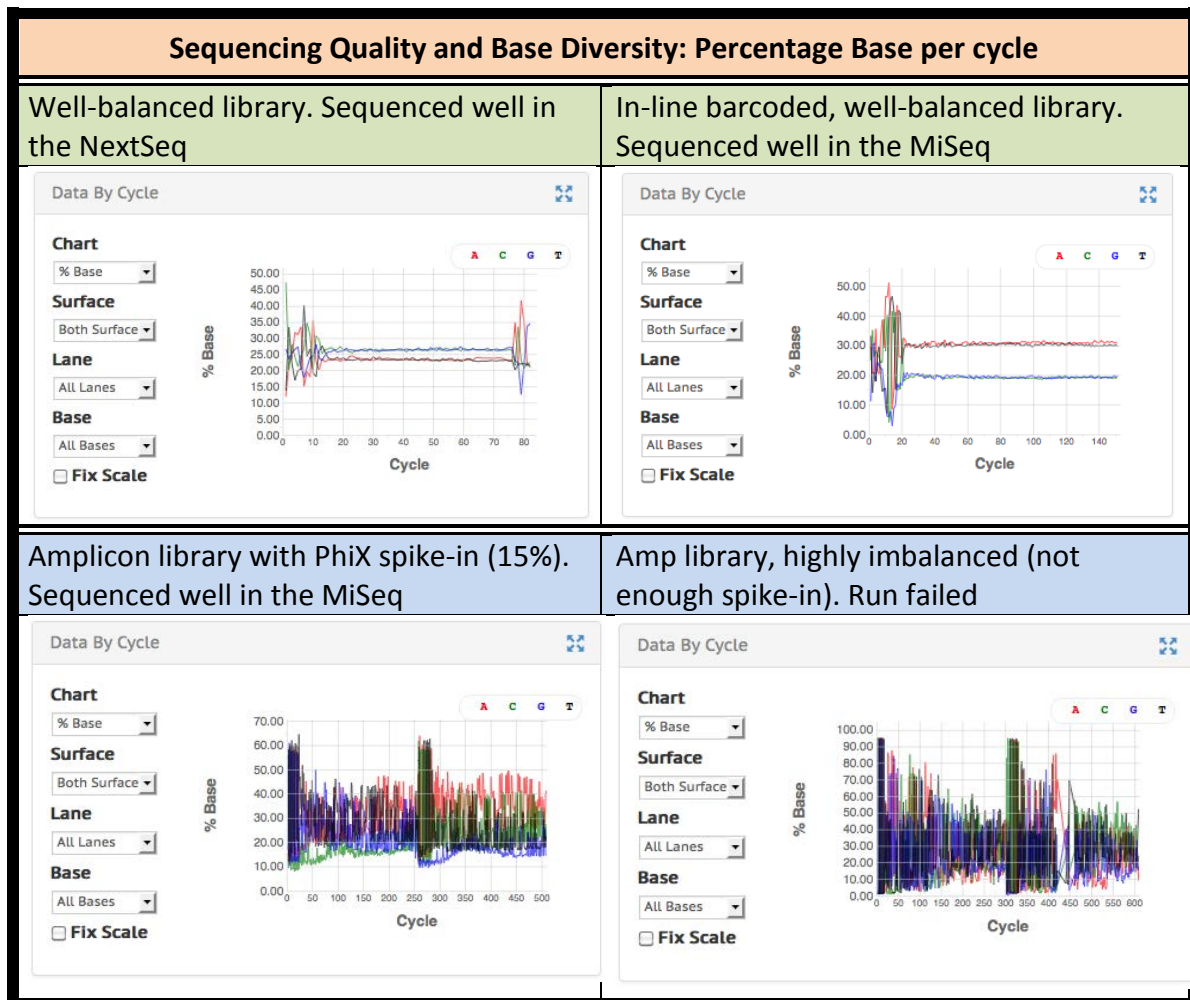 Sequencing Quality and Base Diversity: Percentage Base per cycle
Well-balanced library. Sequenced well in
the NextSeq
In-line barcoded, well-balanced library.
Sequenced well in the MiSeq
Data By Cycle
Chart
% Base
Surface
Both Surface
Lane
All Lanes
Base
All Bases
Fix Scale
A C G T
50.00
45.00
40.00
35.00
30.00
25.00
20.00
15.00
10.00
5.00
0.00
% Base
0 10 20 30 40 50 60 70 80
Cycle
Data By Cycle
Chart
% Base
Surface
Both Surface
Lane
All Lanes
Base
All Bases
Fix Scale
A C G T
50.00
40.00
30.00
20.00
10.00
0.00
% Base
0 20 40 60 80 100 120 140
Cycle
Amplicon library with PhiX spike-in (15%).
Sequenced well in the MiSeq
Amp library, highly imbalanced (not
enough spike-in). Run failed
Data By Cycle
Chart
% Base
Surface
Both Surface
Lane
All Lanes
Base
All Bases
Fix Scale
A C G T
70.00
60.00
50.00
40.00
30.00
20.00
10.00
0.00
% Base
0 50 100 150 200 250 300 350 400 450 500
Cycle
Data By Cycle
Chart
% Base
Surface
Both Surface
Lane
All Lanes
Base
All Bases
Fix Scale
A C G T
100.00
90.00
80.00
70.00
60.00
50.00
40.00
30.00
20.00
10.00
0.00
% Base
0 50 100 150 200 250 300 350 400 450 500 550 600
Cycle